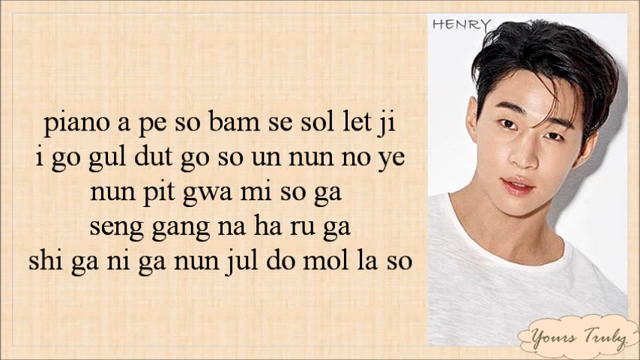 HENRY
piano a pe so bam se sol let ji
i go gul dut go so un nun no ye
nun pit gwa mi so ga
seng gang na ha ru ga
shi ga ni ga nun jul do mol la so
Yours Truly